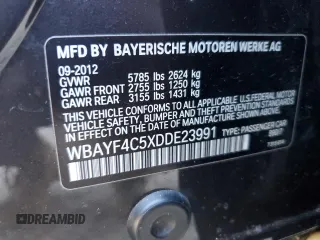 MFD BY BAYERISCHE MOTOREN WERKE AG
09-2012
GVWR 5785 lbs 2624 kg
GAWR FRONT 2755 lbs 1250 kg
GAWR REAR 3155 lbs 1431 kg
THIS VEHICLE CONFORMS TO ALL APPLICABLE U.S. FEDERAL MOTOR
VEHICLE SAFETY, BUMPER, AND THEFT PREVENTION STANDARDS IN
EFFECT ON THE DATE OF MANUFACTURE SHOWN ABOVE.
WBAYF4C5XDDE23991 TYPE: PASSENGER CAR
DREAMBID